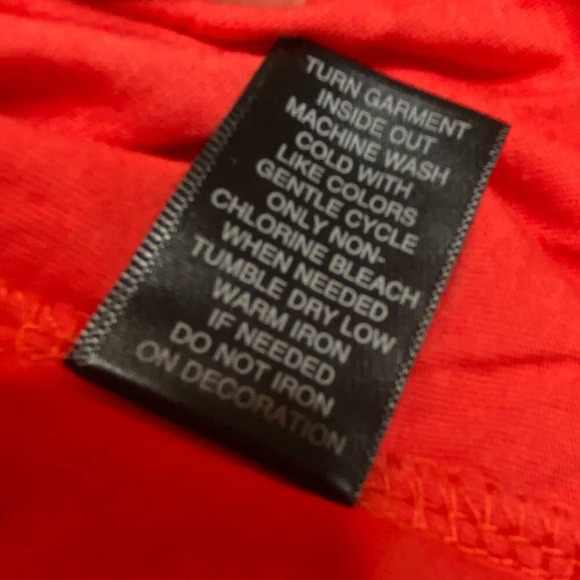 TURN GARMENT
INSIDE OUT
MACHINE WASH
COLD WITH
LIKE COLORS
GENTLE CYCLE
ONLY NON-
CHLORINE BLEACH
WHEN NEEDED
TUMBLE DRY LOW
WARM IRON
IF NEEDED
DO NOT IRON
ON DECORATION